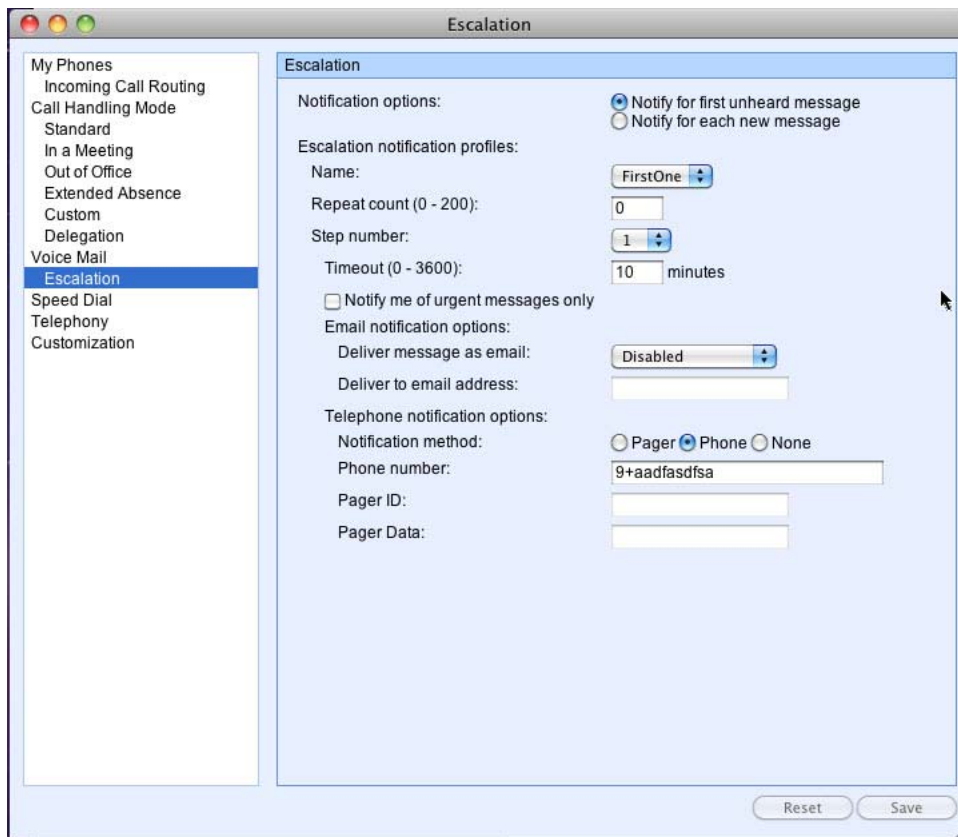 Escalation
My Phones
Incoming Call Routing
Call Handling Mode
Standard
In a Meeting
Out of Office
Extended Absence
Custom
Delegation
Voice Mail
Escalation
Speed Dial
Telephony
Customization
Escalation
Notification options:
Notify for first unheard message
Notify for each new message
Escalation notification profiles:
Name: FirstOne
Repeat count (0 - 200): 0
Step number: 1
Timeout (0 - 3600): 10 minutes
Notify me of urgent messages only
Email notification options:
Deliver message as email: Disabled
Deliver to email address:
Telephone notification options:
Notification method: Pager Phone None
Phone number: 9+aadfasdfsa
Pager ID:
Pager Data:
Reset Save